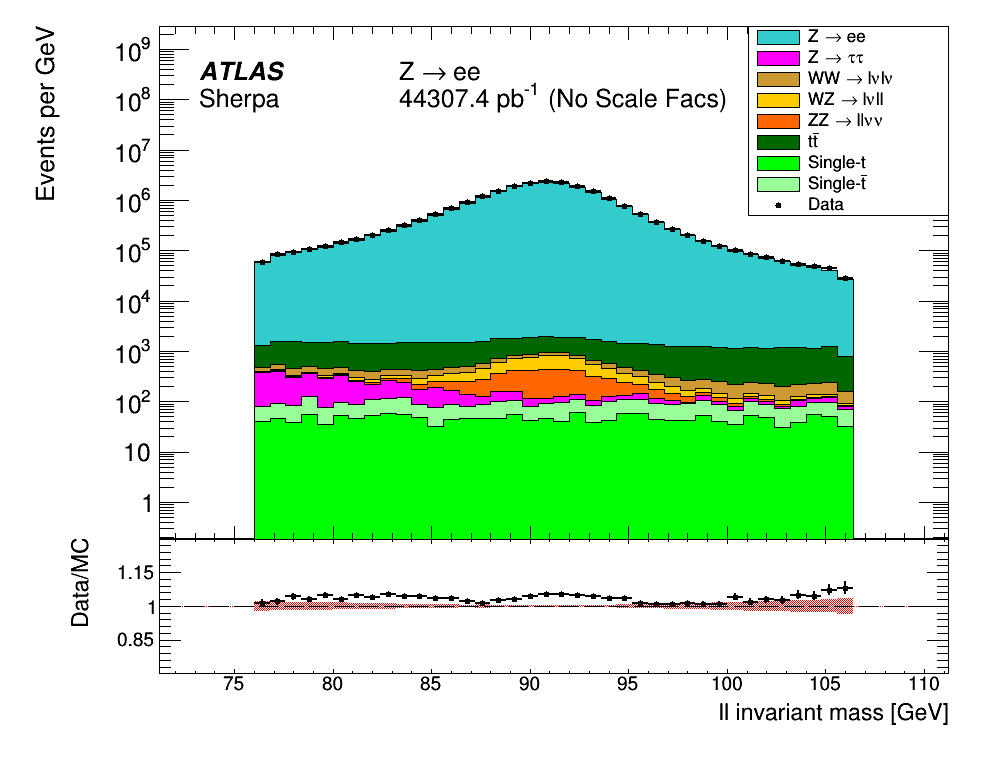 Events per GeV
10⁹
10⁸
10⁷
10⁶
10⁵
10⁴
10³
10²
10
1
ATLAS
Sherpa
Z → ee
44307.4 pb⁻¹ (No Scale Facs)
Z → ee
Z → ττ
WW → lνlν
WZ → lνll
ZZ → llνν
tt̄
Single-t
Single-t̄
Data
Data/MC
1.15
1
0.85
75 80 85 90 95 100 105 110
ll invariant mass [GeV]